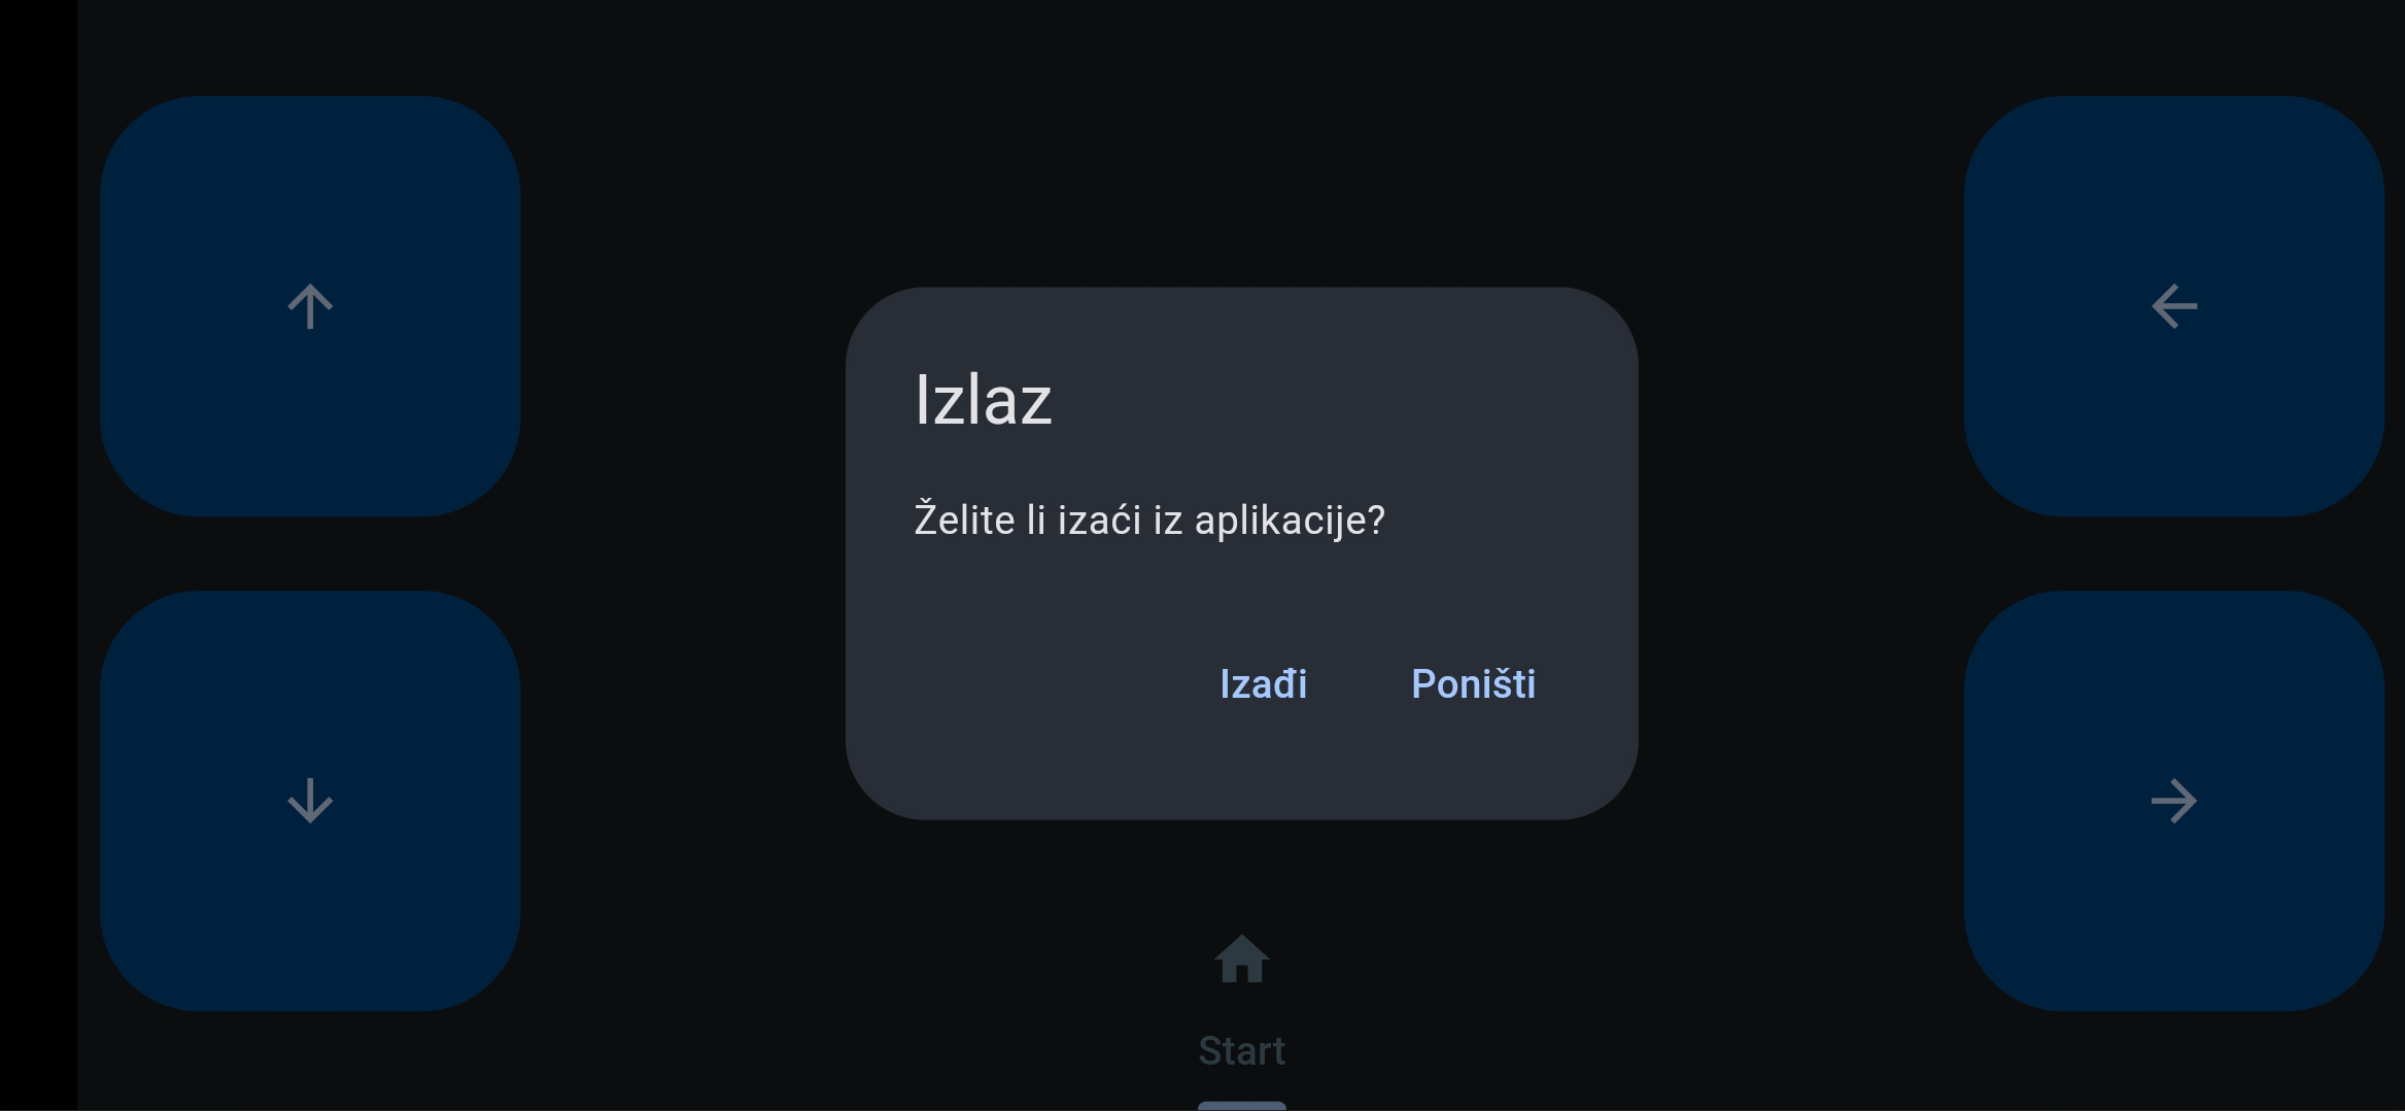 Izlaz
Želite li izaći iz aplikacije?
Izađi Poništi
Start